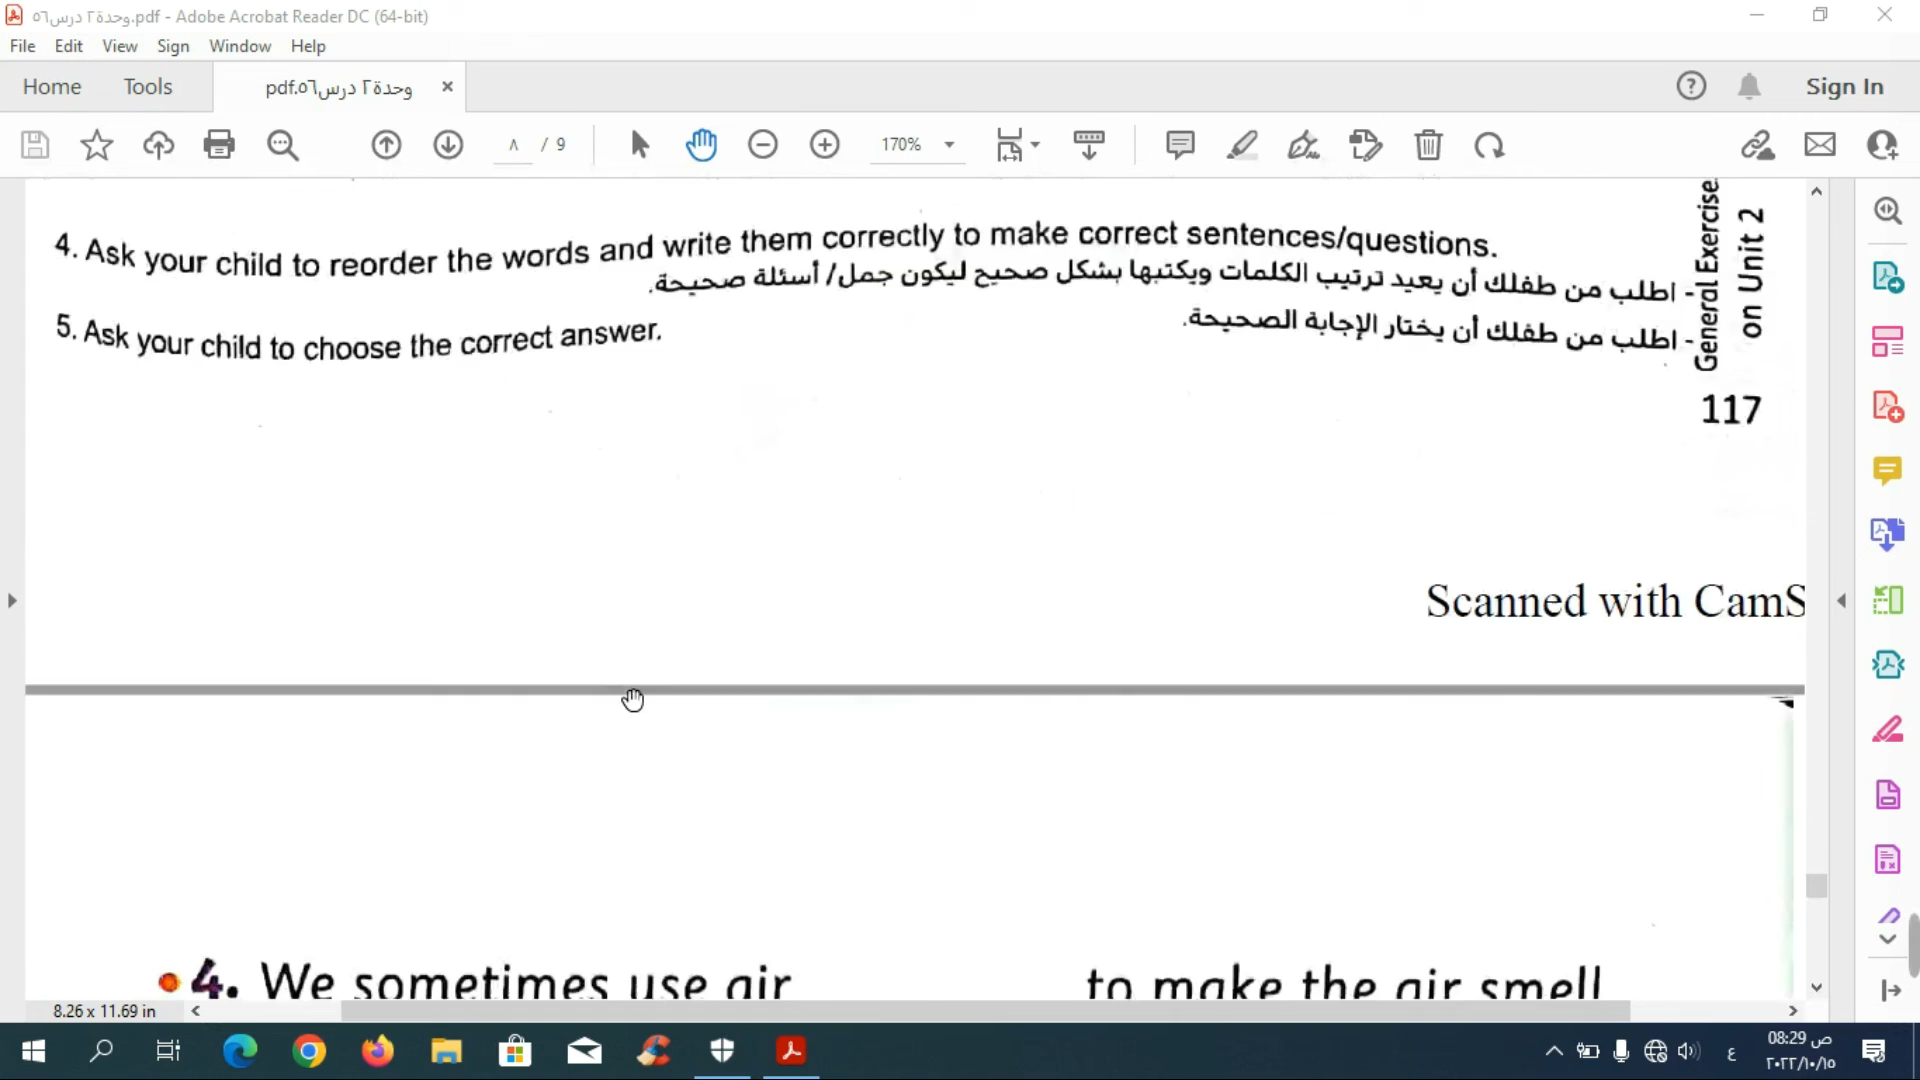 وحدة٢ درس٥٦.pdf - Adobe Acrobat Reader DC (64-bit)
File Edit View Sign Window Help
Home Tools وحدة٢ درس٥٦.pdf × Sign In
٨ / 9 170%
4. Ask your child to reorder the words and write them correctly to make correct sentences/questions.
- اطلب من طفلك أن يعيد ترتيب الكلمات ويكتبها بشكل صحيح ليكون جمل/ أسئلة صحيحة.
5. Ask your child to choose the correct answer.
- اطلب من طفلك أن يختار الإجابة الصحيحة.
General Exercise
on Unit 2
117
Scanned with CamS
4. We sometimes use air to make the air smell
8.26 x 11.69 in
ع
08:29 ص
٢٠٢٢/١٠/١٥